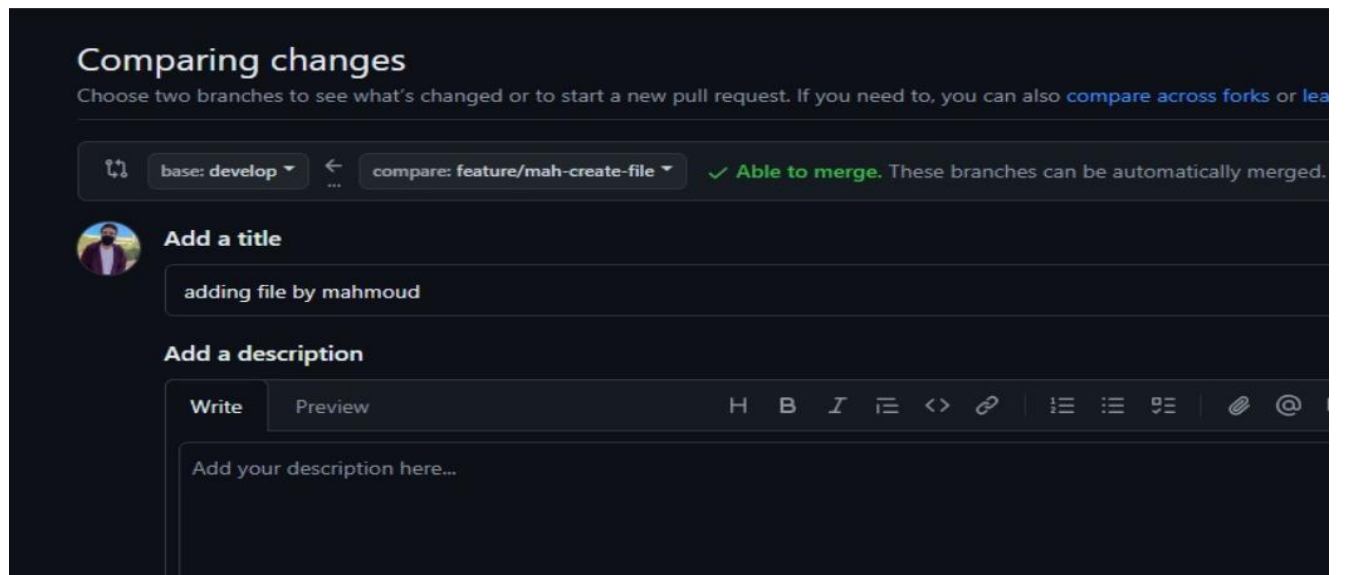 Comparing changes
Choose two branches to see what's changed or to start a new pull request. If you need to, you can also compare across forks or lea
base: develop compare: feature/mah-create-file Able to merge. These branches can be automatically merged.
Add a title
adding file by mahmoud
Add a description
Write Preview H B I <> @
Add your description here...